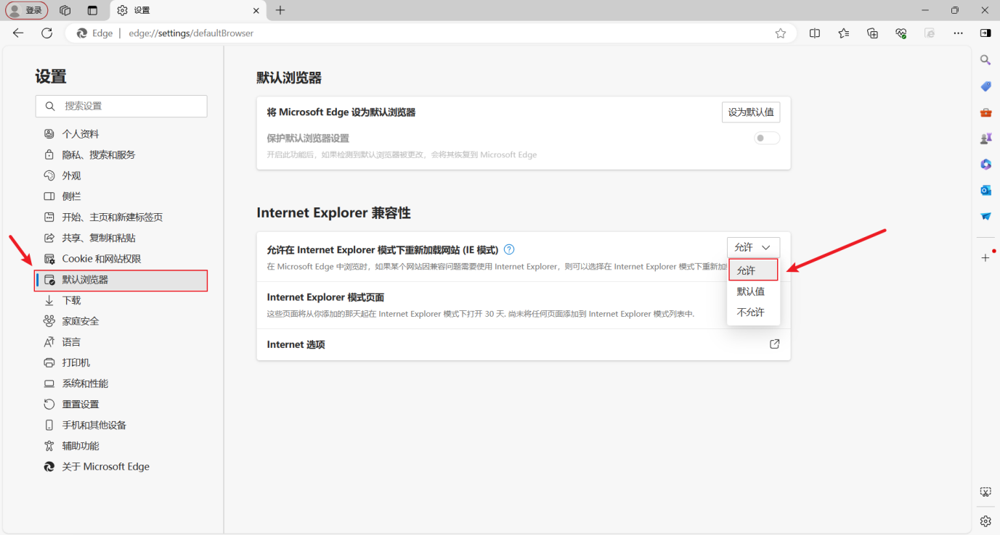 登录
设置
Edge
edge://settings/defaultBrowser
设置
搜索设置
个人资料
隐私、搜索和服务
外观
侧栏
开始、主页和新建标签页
共享、复制和粘贴
Cookie 和网站权限
默认浏览器
下载
家庭安全
语言
打印机
系统和性能
重置设置
手机和其他设备
辅助功能
关于 Microsoft Edge
默认浏览器
将 Microsoft Edge 设为默认浏览器
设为默认值
保护默认浏览器设置
开启此功能后，如果检测到默认浏览器被更改，会将其恢复到 Microsoft Edge
Internet Explorer 兼容性
允许在 Internet Explorer 模式下重新加载网站 (IE 模式)
允许
在 Microsoft Edge 中浏览时，如果某个网站因兼容问题需要使用 Internet Explorer，则可以选择在 Internet Explorer 模式下重新加
允许
默认值
不允许
Internet Explorer 模式页面
这些页面将从你添加的那天起在 Internet Explorer 模式下打开 30 天. 尚未将任何页面添加到 Internet Explorer 模式列表中.
Internet 选项